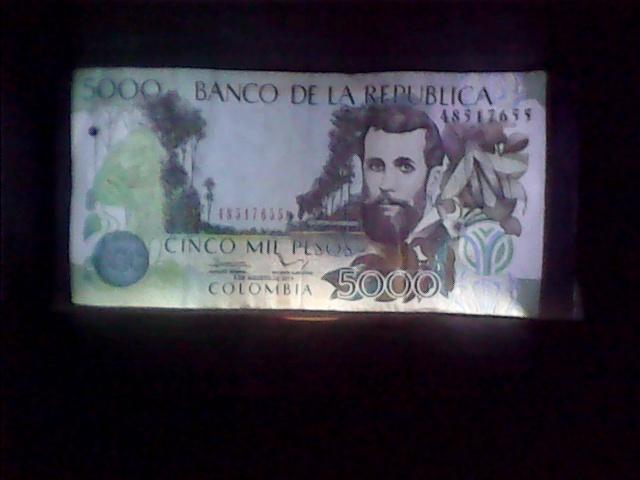 5000 BANCO DE LA REPUBLICA
48517655
48517655
CINCO MIL PESOS
COLOMBIA 5000